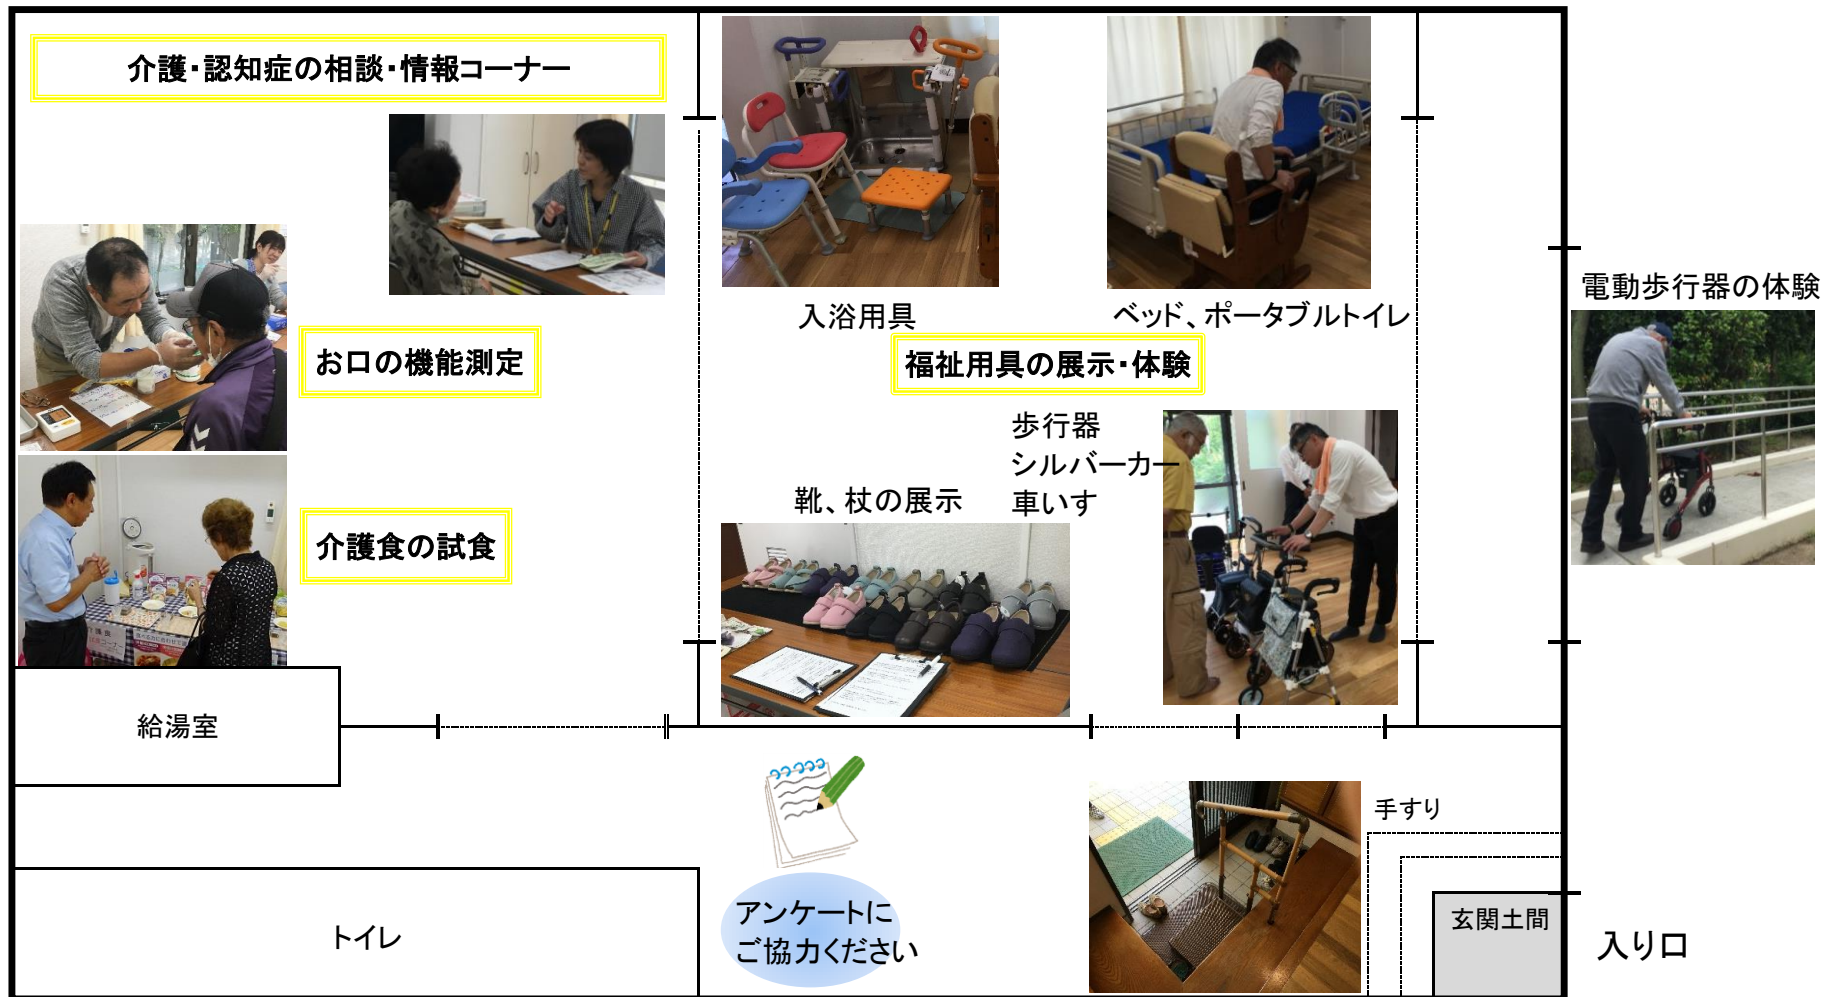 介護・認知症の相談・情報コーナー
入浴用具
ベッド、ポータブルトイレ
電動歩行器の体験
お口の機能測定
福祉用具の展示・体験
歩行器
シルバーカー
車いす
靴、杖の展示
介護食の試食
給湯室
手すり
アンケートに
ご協力ください
玄関土間
トイレ
入り口